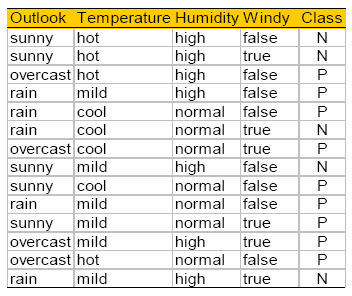 Outlook Temperature Humidity Windy Class
sunny hot high false N
sunny hot high true N
overcast hot high false P
rain mild high false P
rain cool normal false P
rain cool normal true N
overcast cool normal true P
sunny mild high false N
sunny cool normal false P
rain mild normal false P
sunny mild normal true P
overcast mild high true P
overcast hot normal false P
rain mild high true N